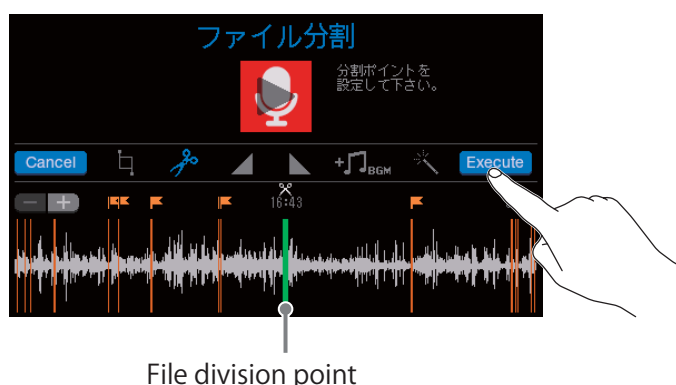 ファイル分割
分割ポイントを
設定して下さい。
Cancel
+BGM
Execute
− +
16:43
File division point